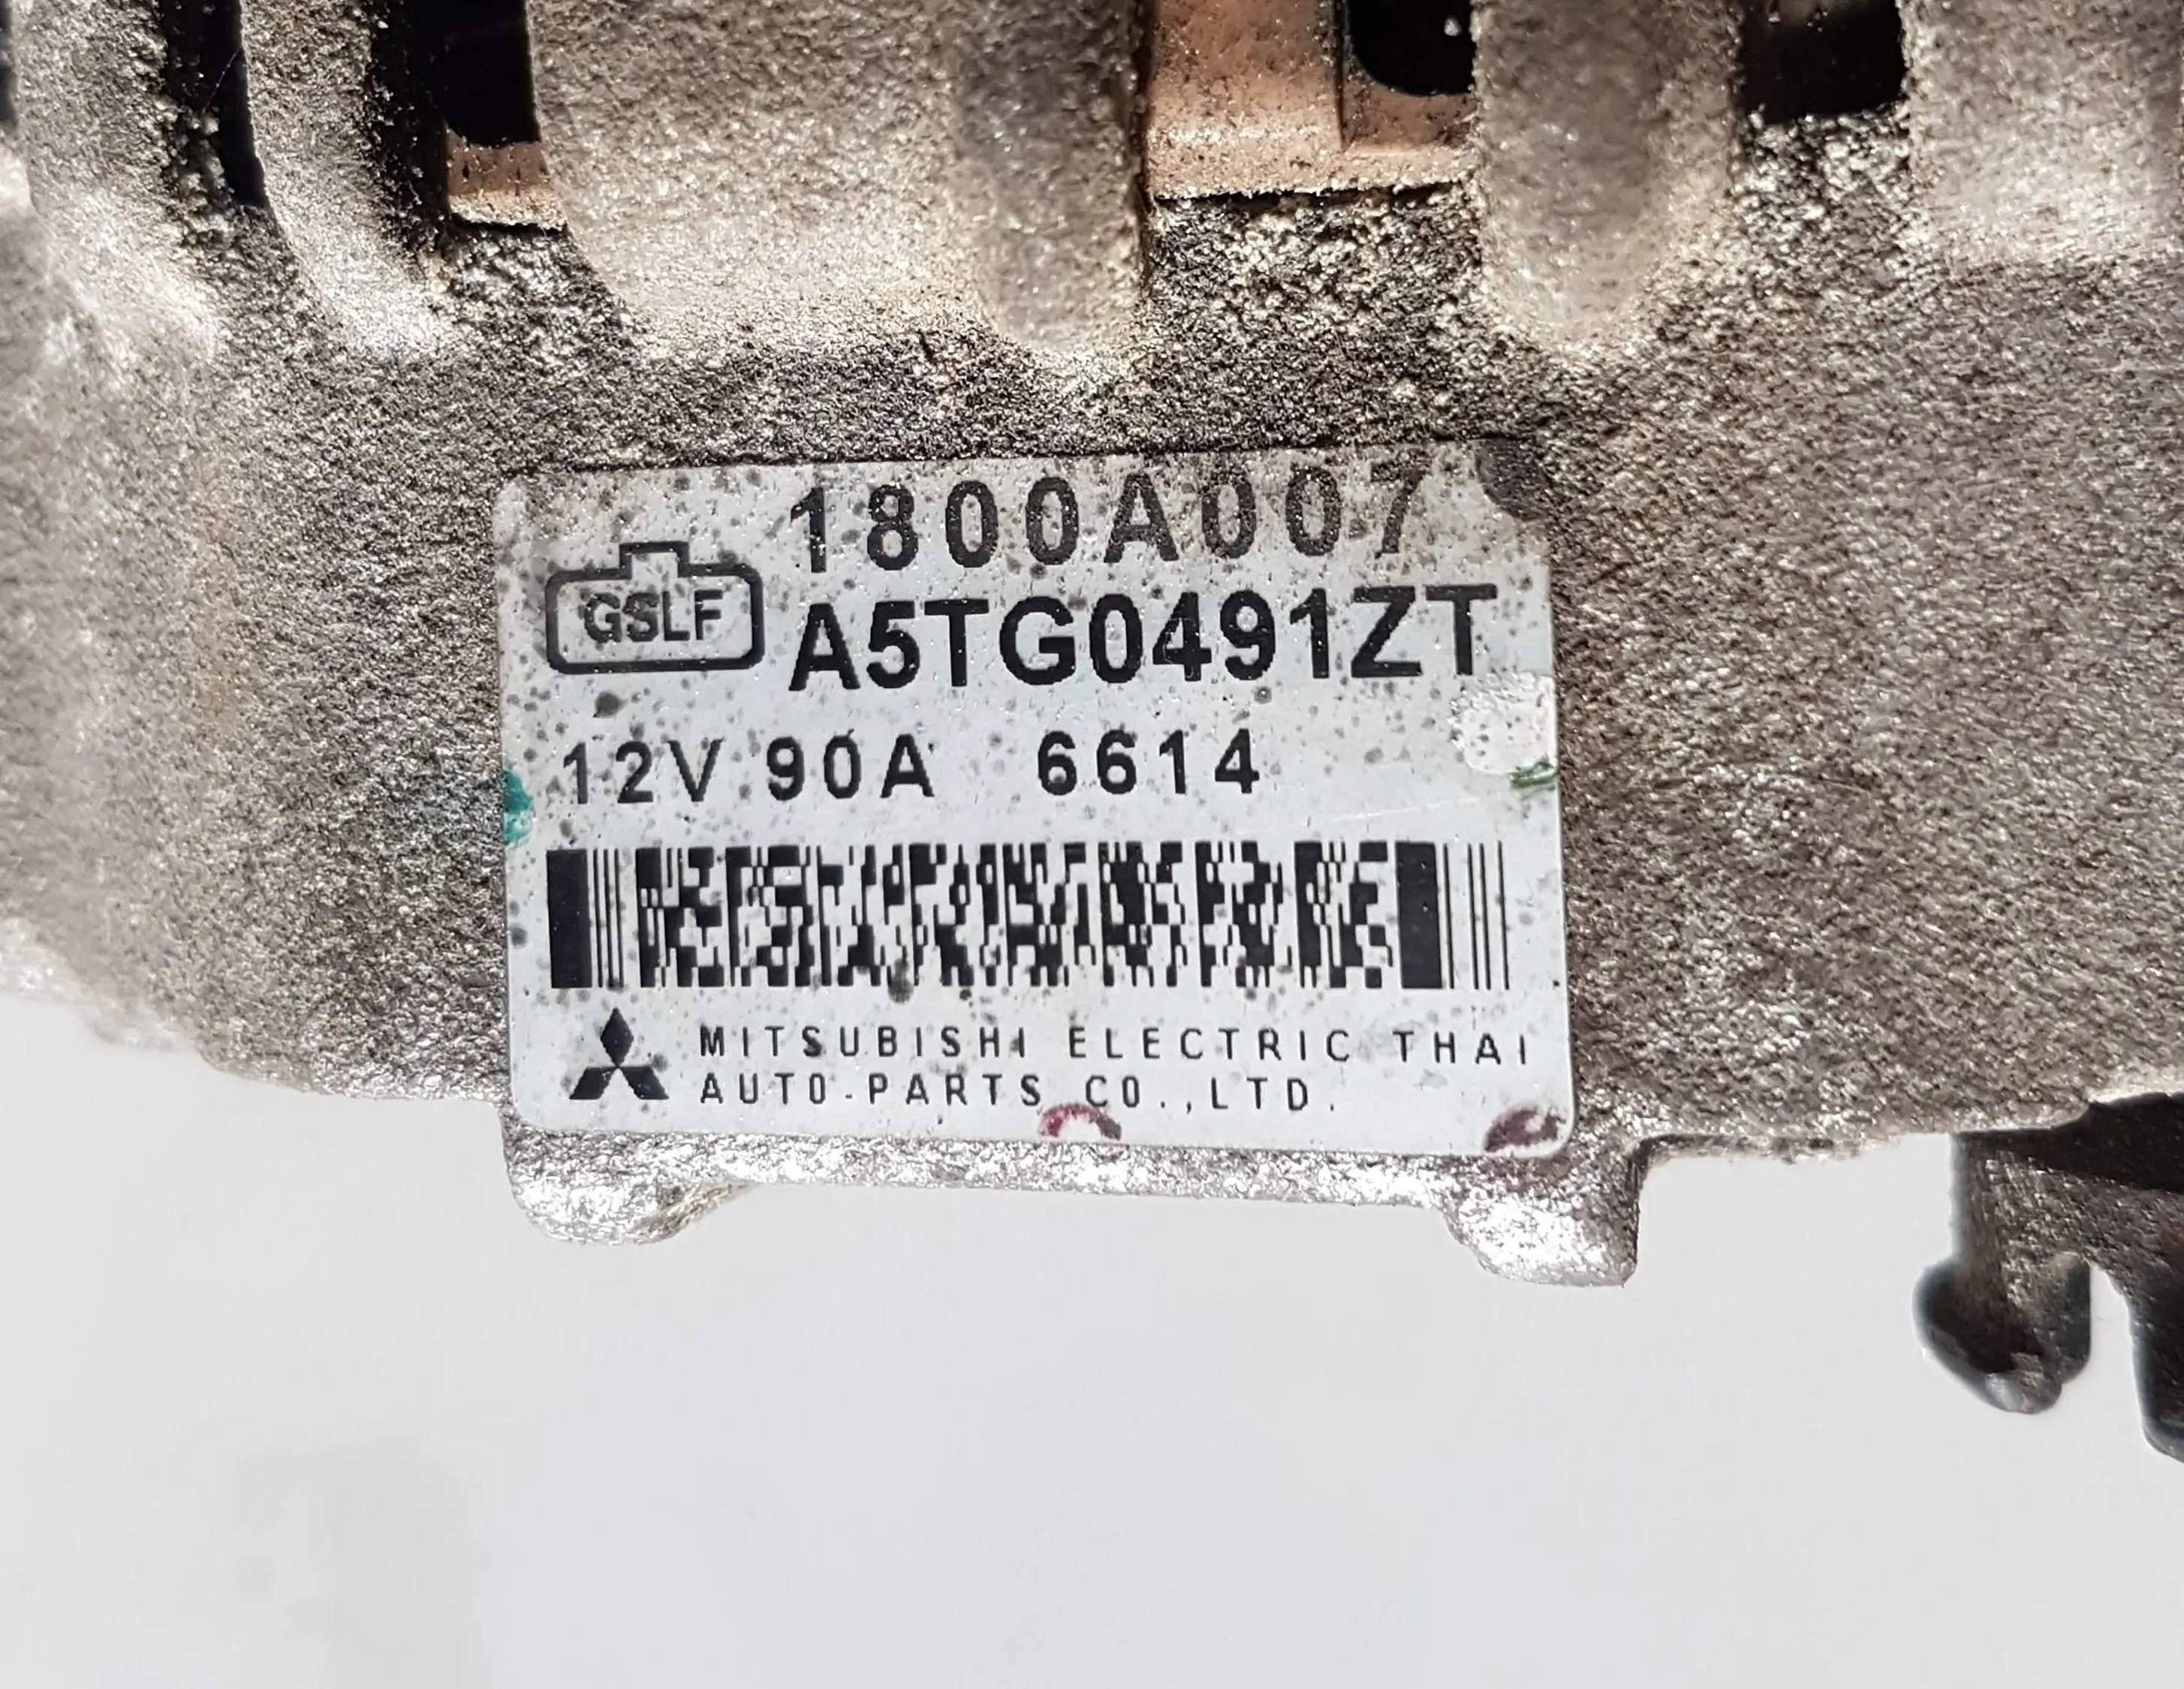 1800A007
GSLF
A5TG0491ZT
12V 90A 6614
MITSUBISHI ELECTRIC THAI
AUTO-PARTS CO.,LTD.